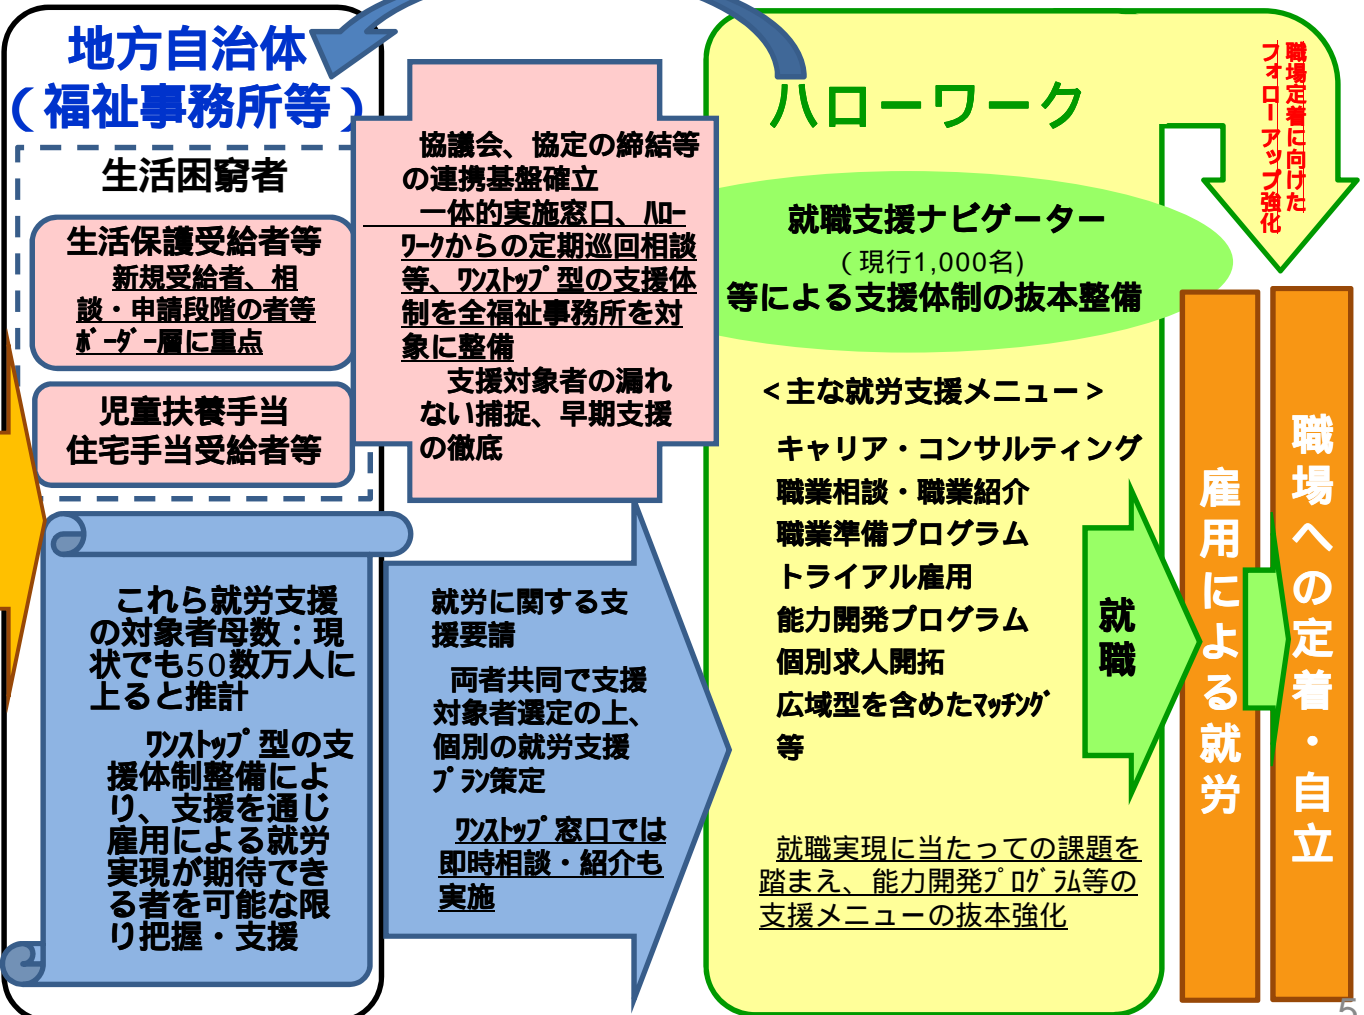 地方自治体
（福祉事務所等）
生活困窮者
生活保護受給者等
新規受給者、相
談・申請段階の者等
ﾎﾞｰﾀﾞｰ層に重点
児童扶養手当
住宅手当受給者等
これら就労支援
の対象者母数：現
状でも50数万人に
上ると推計
ﾜﾝｽﾄｯﾌﾟ型の支
援体制整備によ
り、支援を通じ
雇用による就労
実現が期待でき
る者を可能な限
り把握・支援
協議会、協定の締結等
の連携基盤確立
一体的実施窓口、ﾊﾛｰ
ﾜｰｸからの定期巡回相談
等、ﾜﾝｽﾄｯﾌﾟ型の支援体
制を全福祉事務所を対
象に整備
支援対象者の漏れ
ない捕捉、早期支援
の徹底
就労に関する支
援要請
両者共同で支援
対象者選定の上、
個別の就労支援
ﾌﾟﾗﾝ策定
ﾜﾝｽﾄｯﾌﾟ窓口では
即時相談・紹介も
実施
ハローワーク
就職支援ナビゲーター
（現行1,000名)
等による支援体制の抜本整備
＜主な就労支援メニュー＞
キャリア・コンサルティング
職業相談・職業紹介
職業準備プログラム
トライアル雇用
能力開発プログラム
個別求人開拓
広域型を含めたﾏｯﾁﾝｸﾞ
等
就職実現に当たっての課題を
踏まえ、能力開発ﾌﾟﾛｸﾞﾗﾑ等の
支援メニューの抜本強化
就職
職場定着に向けた
フォローアップ強化
雇用による就労
職場への定着・自立
5